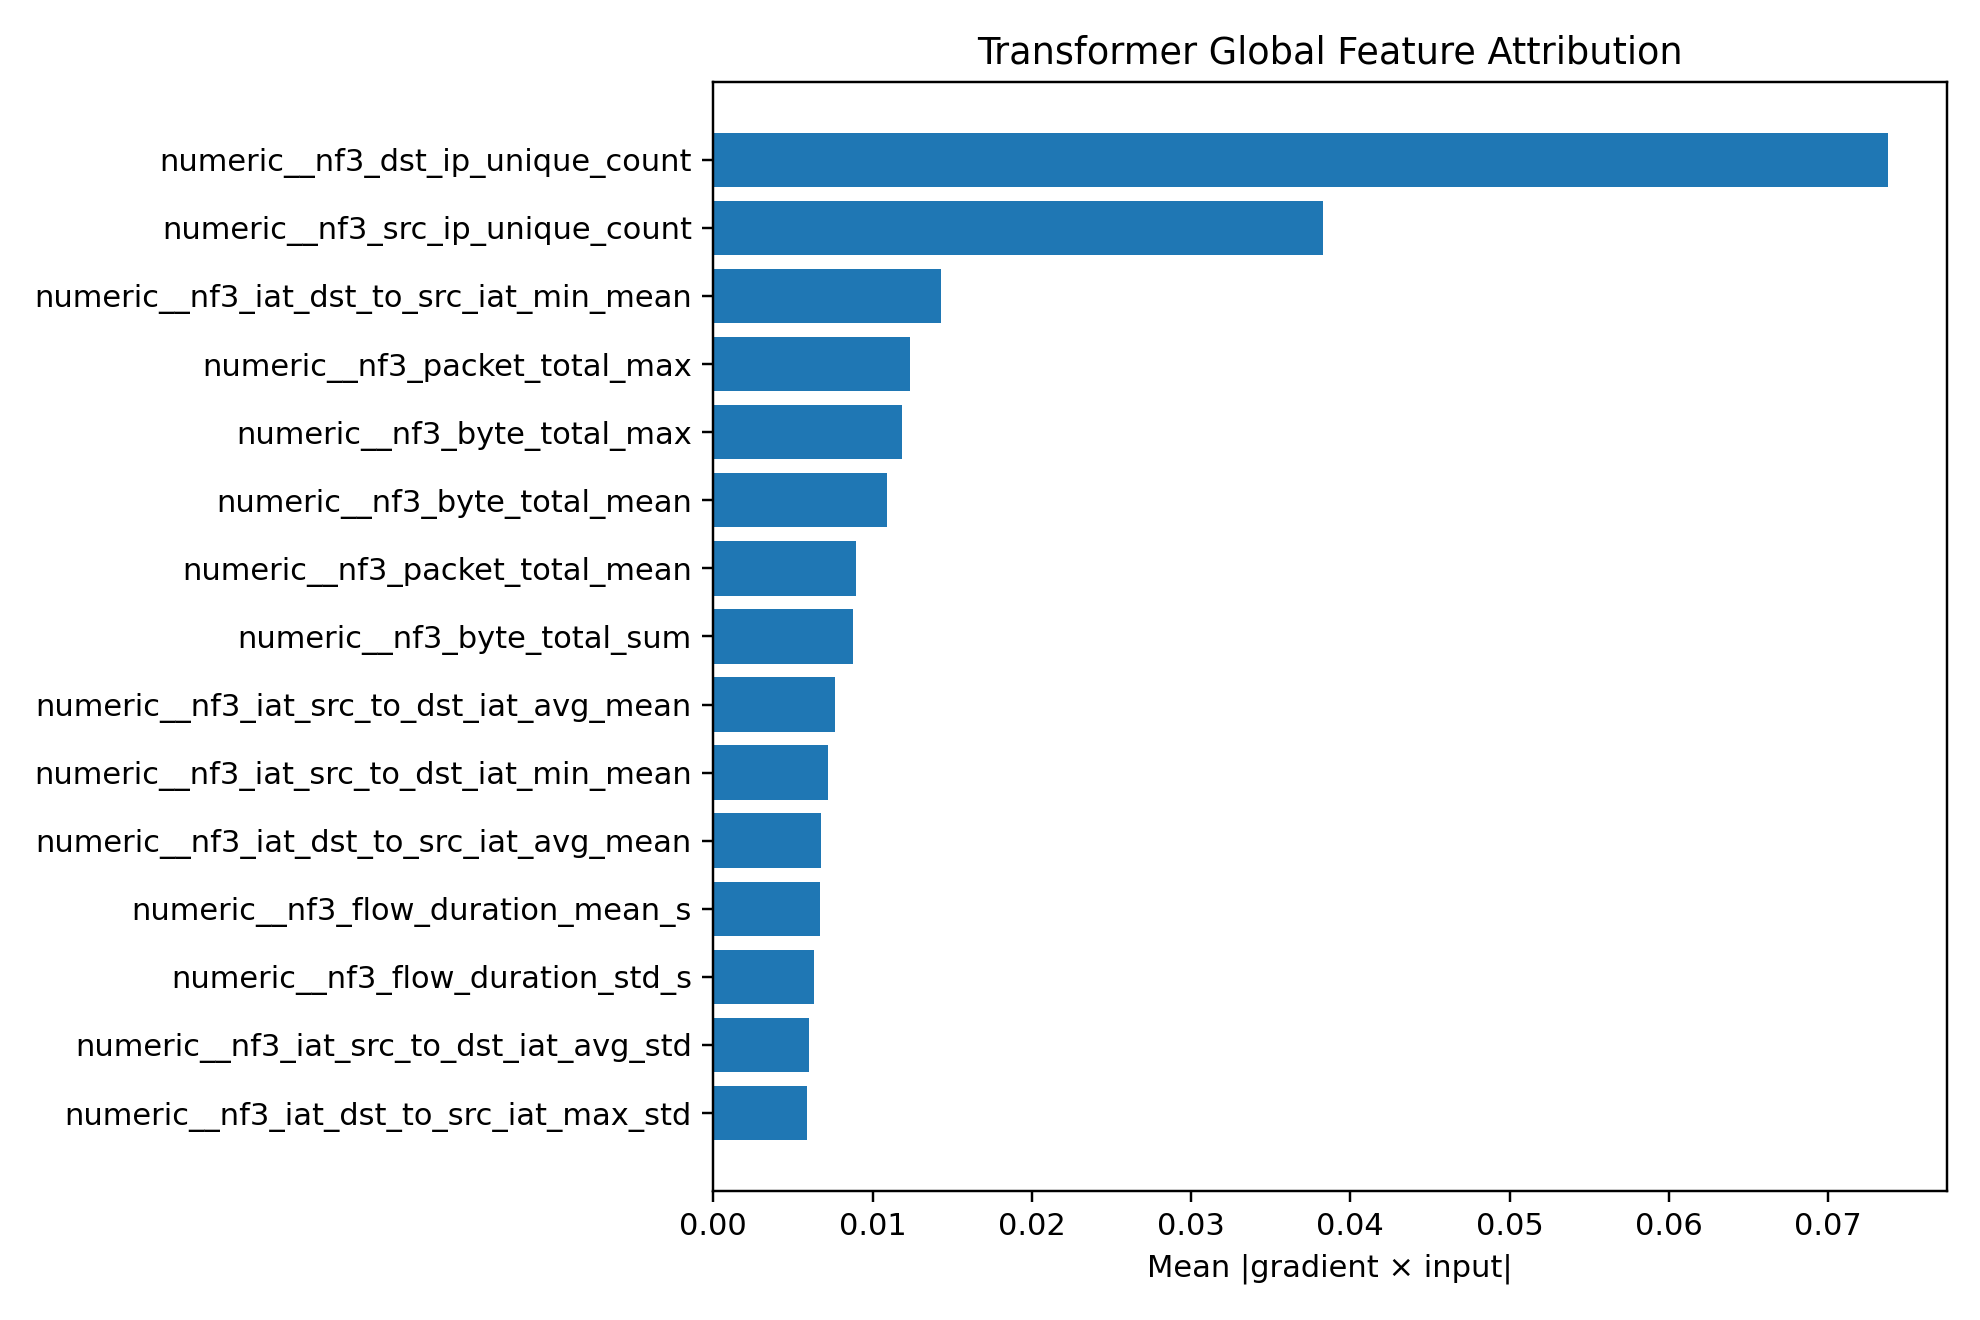 Transformer Global Feature Attribution
numeric__nf3_dst_ip_unique_count
numeric__nf3_src_ip_unique_count
numeric__nf3_iat_dst_to_src_iat_min_mean
numeric__nf3_packet_total_max
numeric__nf3_byte_total_max
numeric__nf3_byte_total_mean
numeric__nf3_packet_total_mean
numeric__nf3_byte_total_sum
numeric__nf3_iat_src_to_dst_iat_avg_mean
numeric__nf3_iat_src_to_dst_iat_min_mean
numeric__nf3_iat_dst_to_src_iat_avg_mean
numeric__nf3_flow_duration_mean_s
numeric__nf3_flow_duration_std_s
numeric__nf3_iat_src_to_dst_iat_avg_std
numeric__nf3_iat_dst_to_src_iat_max_std
0.00 0.01 0.02 0.03 0.04 0.05 0.06 0.07
Mean |gradient × input|